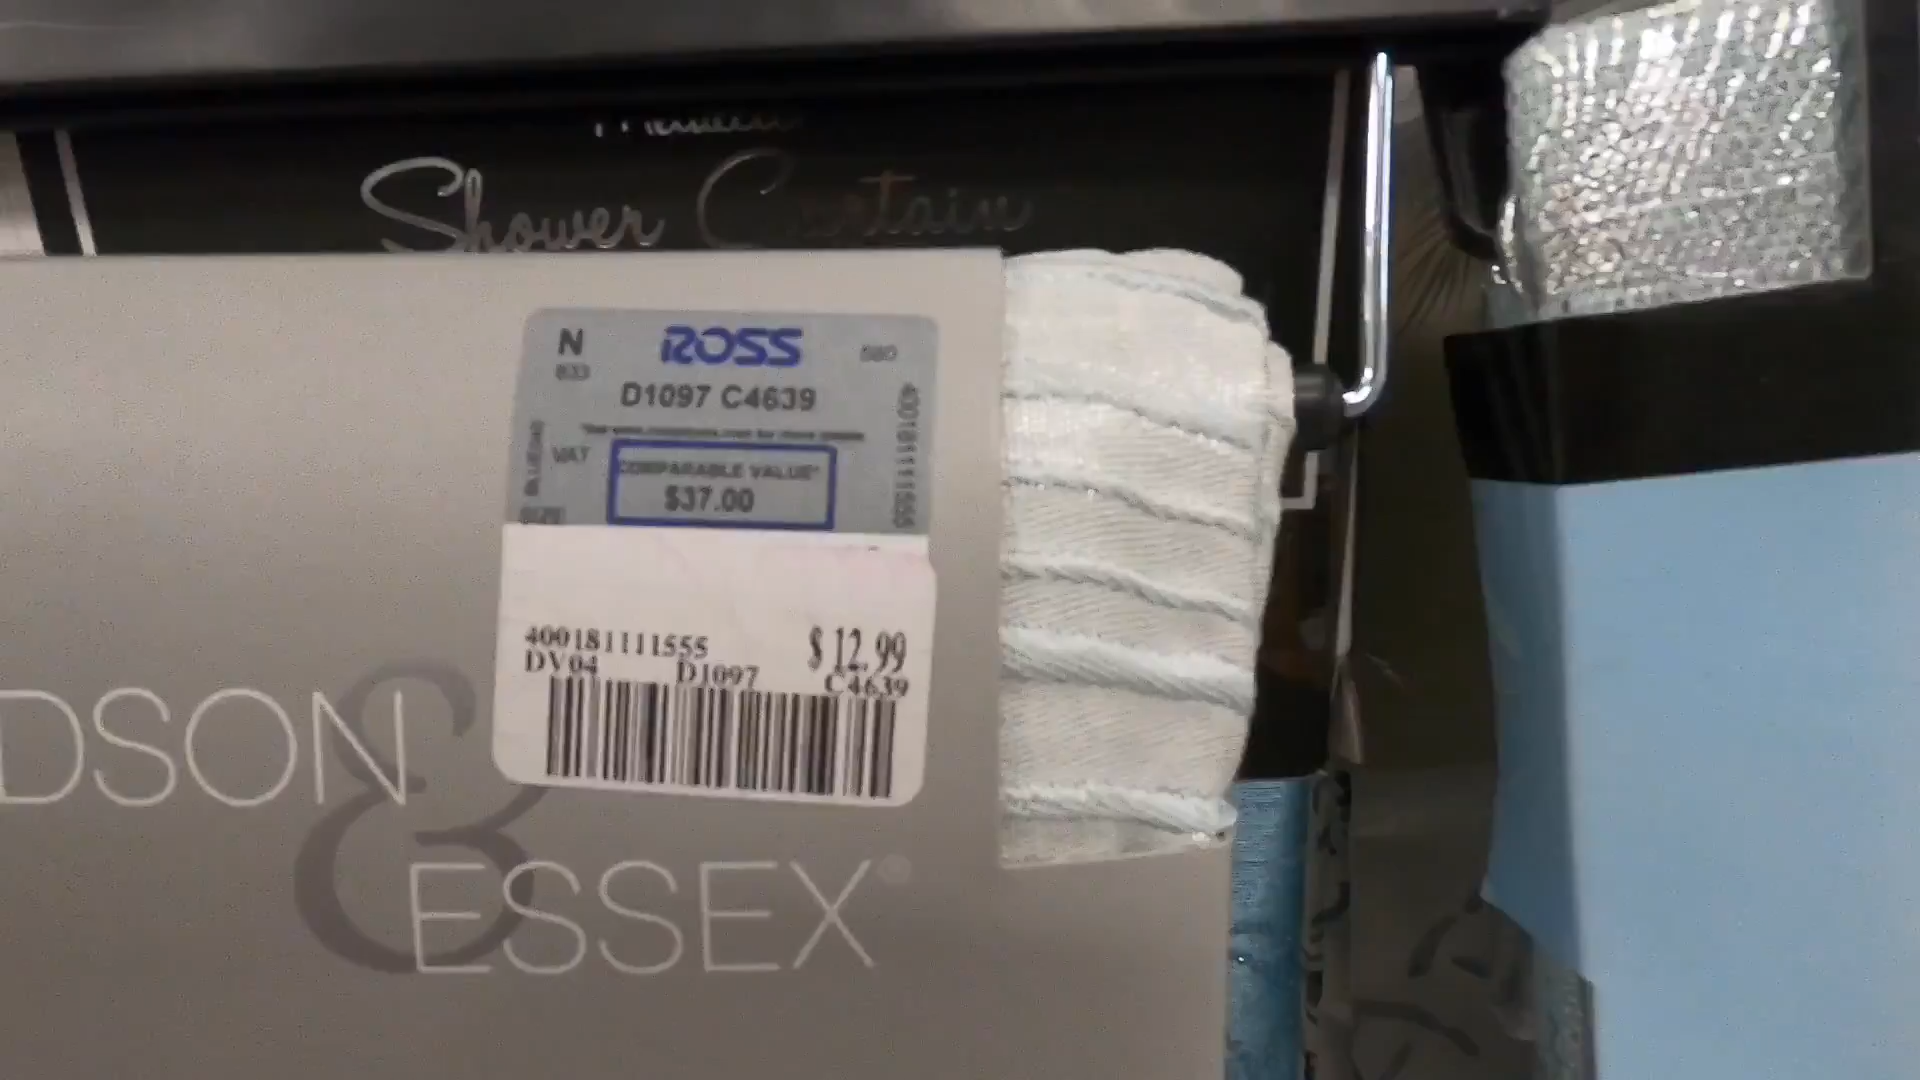 Shower Curtain
N
ROSS
833
D1097 C4639
400181111555
VAT
COMPARABLE VALUE*
$37.00
SIZE
400181111555
$12.99
DV04
D1097
C4639
DSON
&
ESSEX®